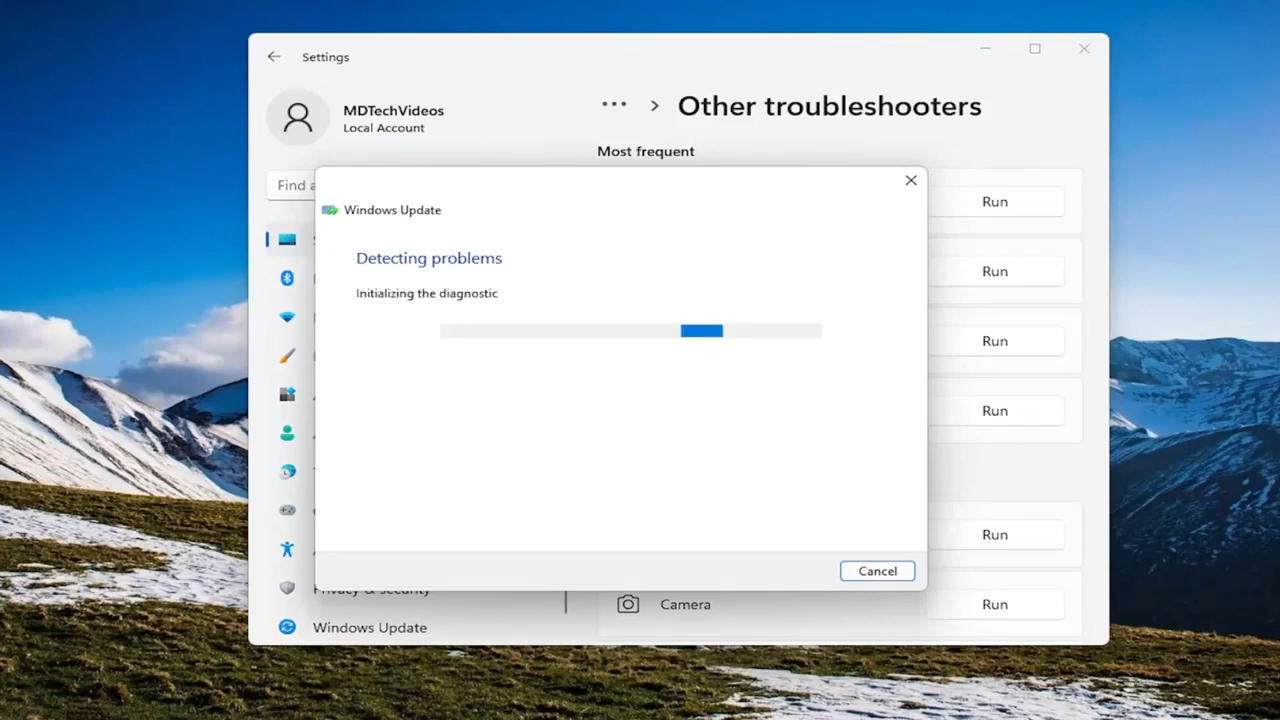 Settings
MDTechVideos
Local Account
Other troubleshooters
Most frequent
Find a
Run
Windows Update
Detecting problems
Initializing the diagnostic
Run
Run
Run
Run
Cancel
Privacy & security
Camera
Run
Windows Update